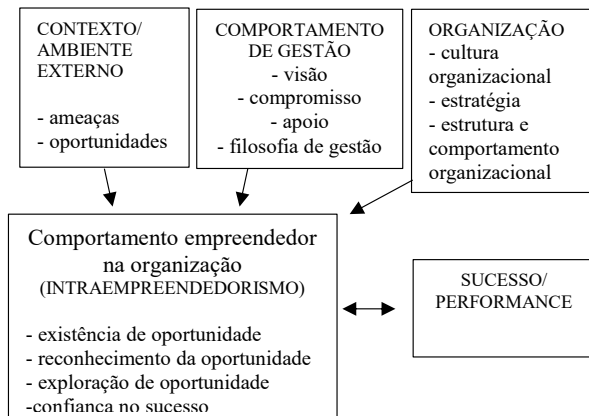 CONTEXTO/
AMBIENTE
EXTERNO
- ameaças
- oportunidades
COMPORTAMENTO
DE GESTÃO
- visão
- compromisso
- apoio
- filosofia de gestão
ORGANIZAÇÃO
- cultura
organizacional
- estratégia
- estrutura e
comportamento
organizacional
Comportamento empreendedor
na organização
(INTRAEMPREENDEDORISMO)
- existência de oportunidade
- reconhecimento da oportunidade
- exploração de oportunidade
-confiança no sucesso
SUCESSO/
PERFORMANCE